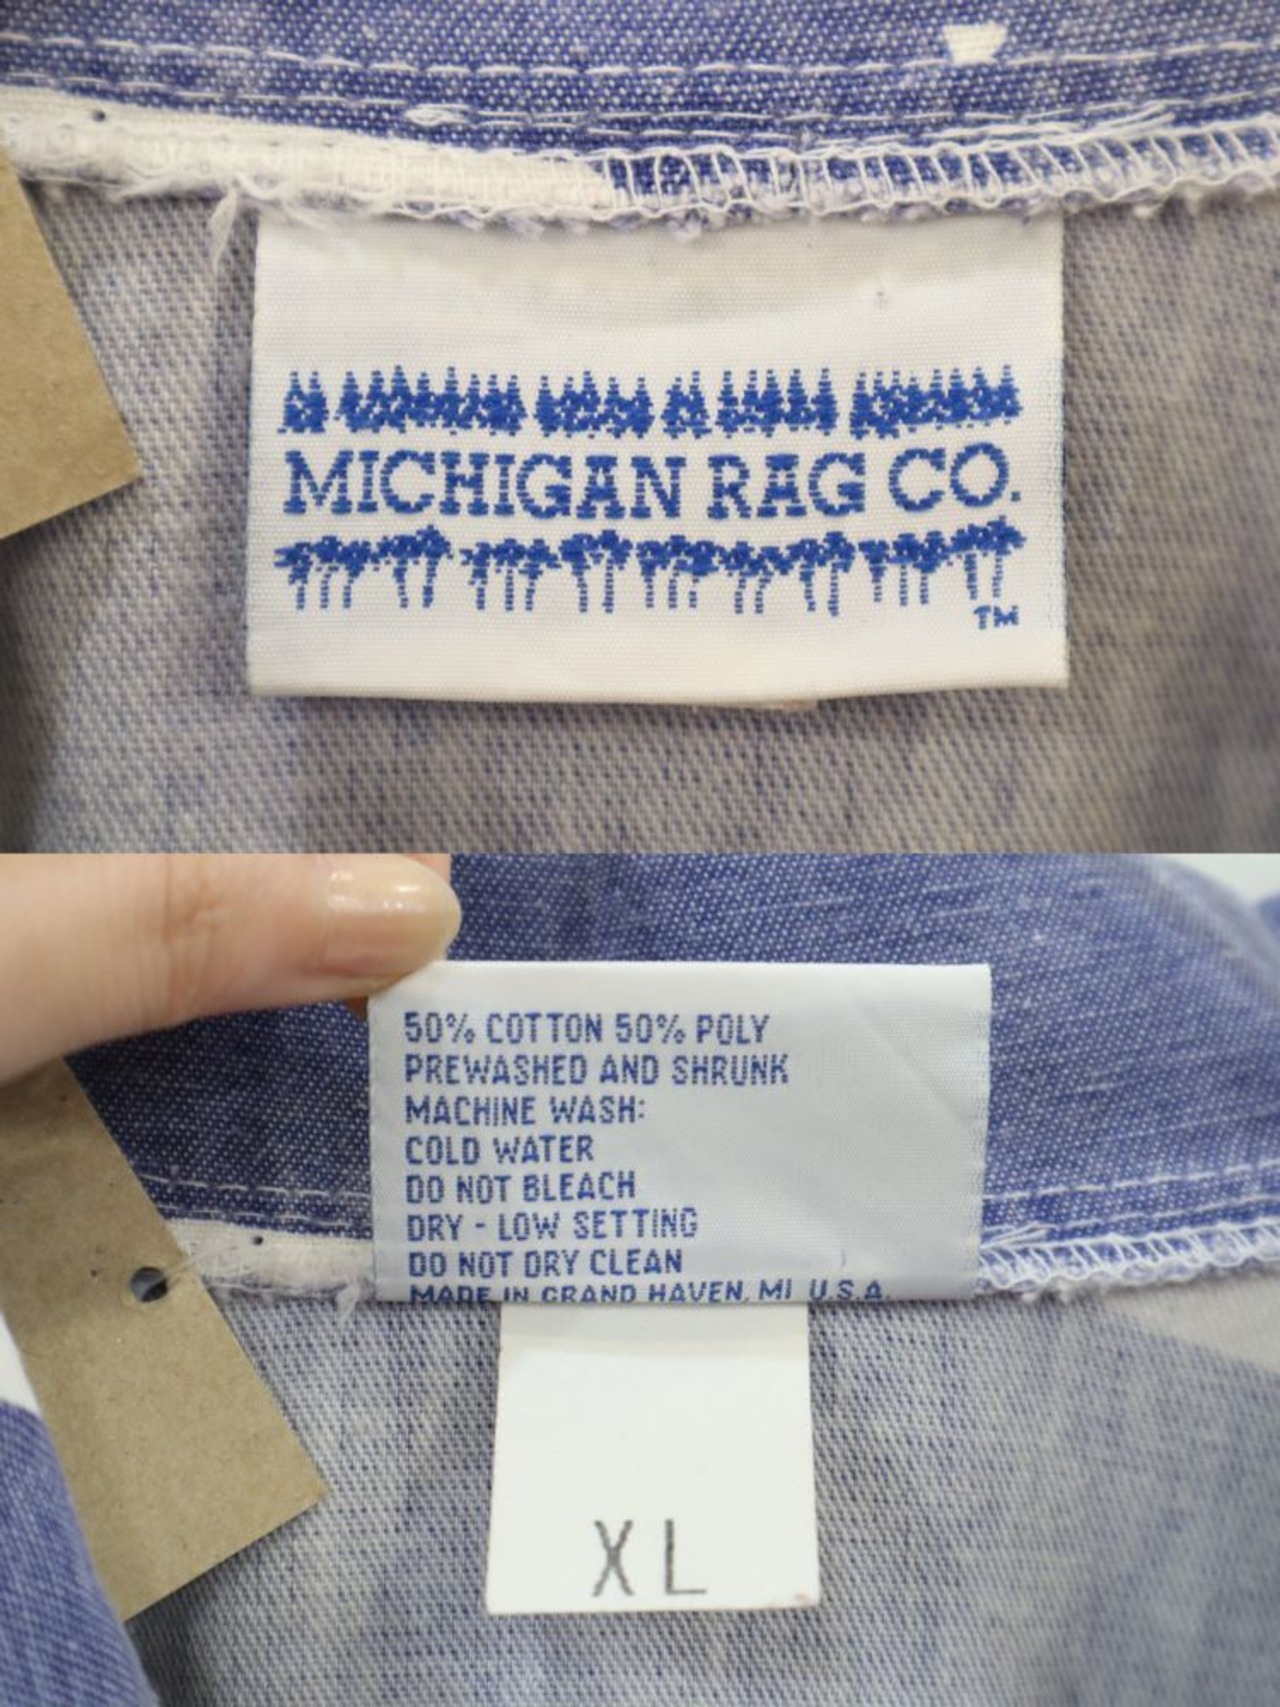 MICHIGAN RAG CO.
TM
50% COTTON 50% POLY
PREWASHED AND SHRUNK
MACHINE WASH:
COLD WATER
DO NOT BLEACH
DRY - LOW SETTING
DO NOT DRY CLEAN
MADE IN GRAND HAVEN, MI U.S.A.
XL